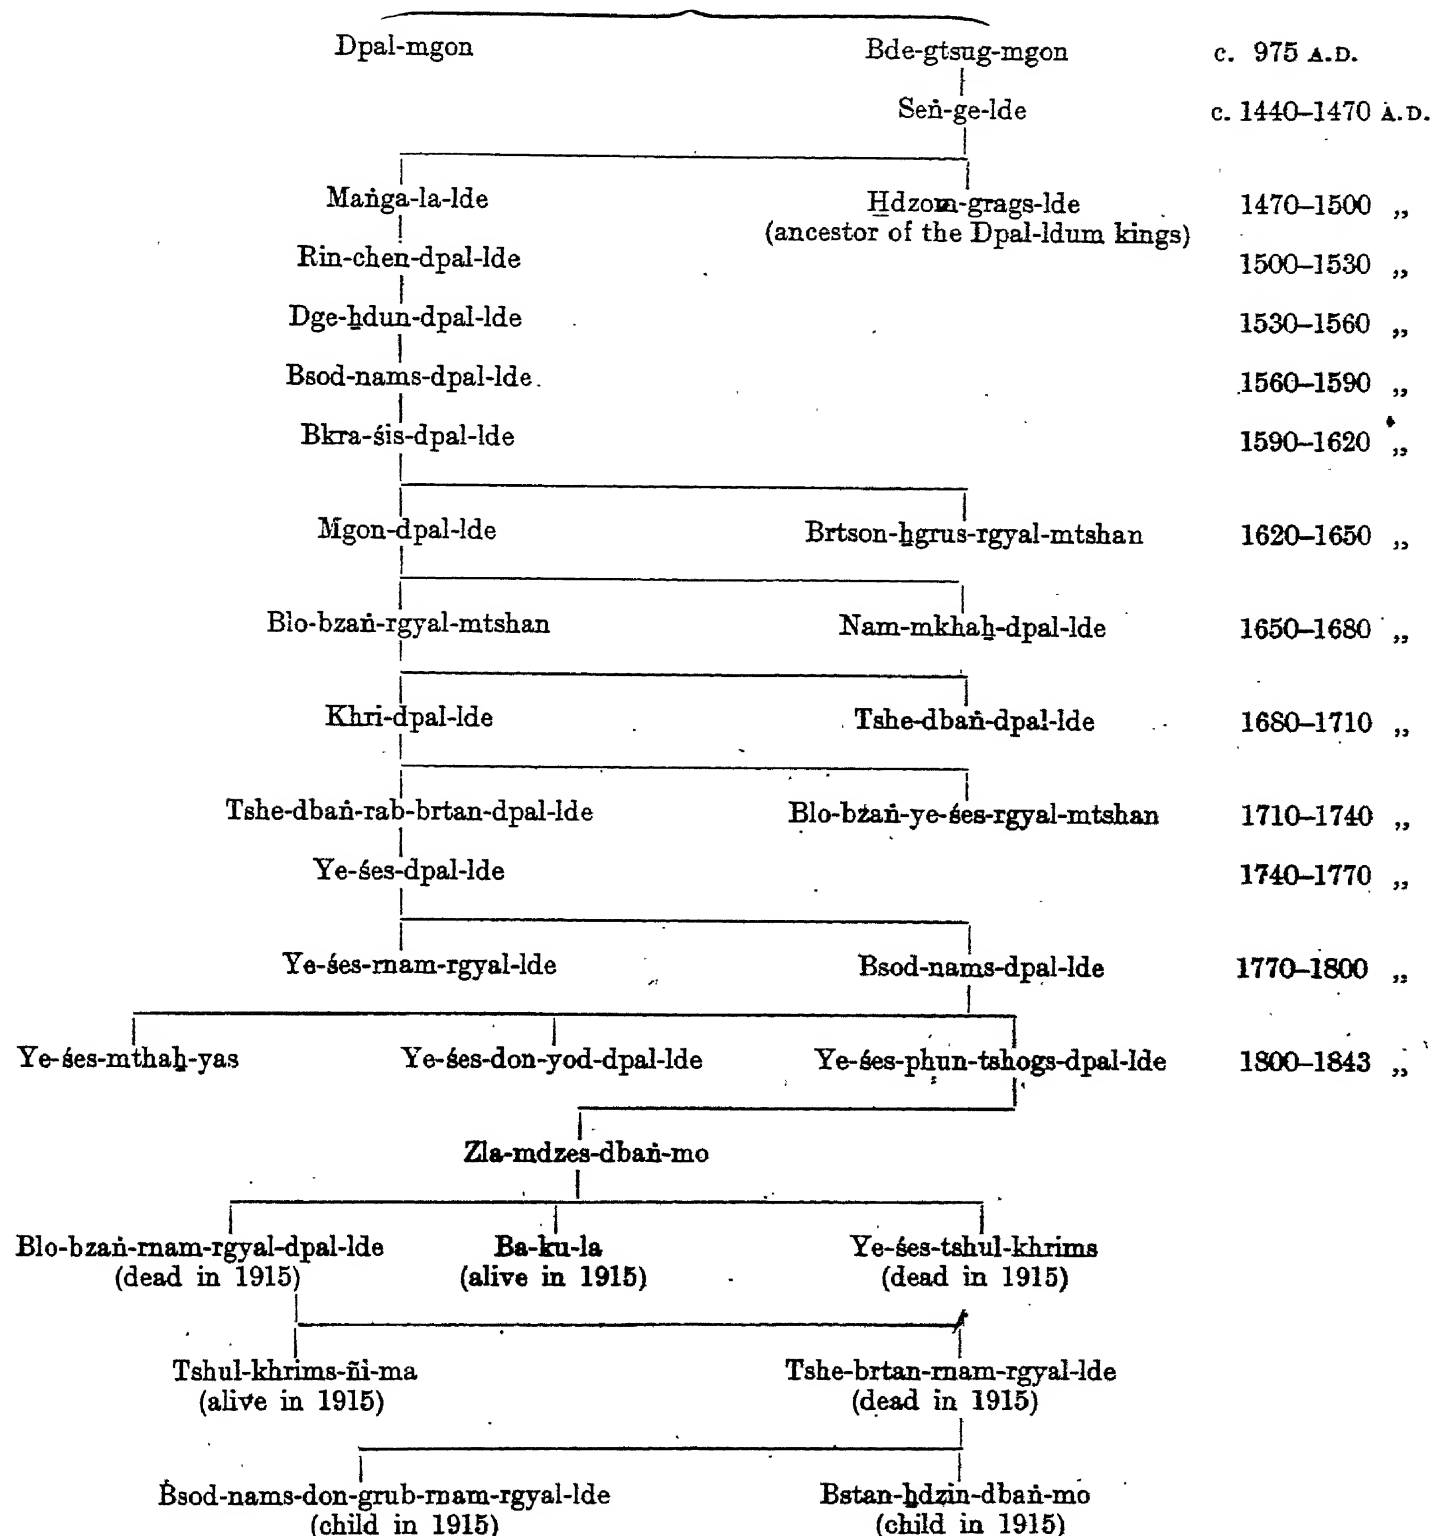 Dpal-mgon Bde-gtsug-mgon c. 975 A.D.
Seṅ-ge-lde c. 1440–1470 A.D.
Maṅga-la-lde H̱dzom-grags-lde 1470–1500 „
(ancestor of the Dpal-ldum kings)
Rin-chen-dpal-lde 1500–1530 „
Dge-ẖdun-dpal-lde 1530–1560 „
Bsod-nams-dpal-lde 1560–1590 „
Bkra-śis-dpal-lde 1590–1620 „
Mgon-dpal-lde Brtson-ẖgrus-rgyal-mtshan 1620–1650 „
Blo-bzaṅ-rgyal-mtshan Nam-mkhaẖ-dpal-lde 1650–1680 „
Khri-dpal-lde Tshe-dbaṅ-dpal-lde 1680–1710 „
Tshe-dbaṅ-rab-brtan-dpal-lde Blo-bzaṅ-ye-śes-rgyal-mtshan 1710–1740 „
Ye-śes-dpal-lde 1740–1770 „
Ye-śes-rnam-rgyal-lde Bsod-nams-dpal-lde 1770–1800 „
Ye-śes-mthaẖ-yas Ye-śes-don-yod-dpal-lde Ye-śes-phun-tshogs-dpal-lde 1800–1843 „
Zla-mdzes-dbaṅ-mo
Blo-bzaṅ-rnam-rgyal-dpal-lde Ba-ku-la Ye-śes-tshul-khrims
(dead in 1915) (alive in 1915) (dead in 1915)
Tshul-khrims-ñi-ma Tshe-brtan-rnam-rgyal-lde
(alive in 1915) (dead in 1915)
Bsod-nams-don-grub-rnam-rgyal-lde Bstan-ẖdzin-dbaṅ-mo
(child in 1915) (child in 1915)